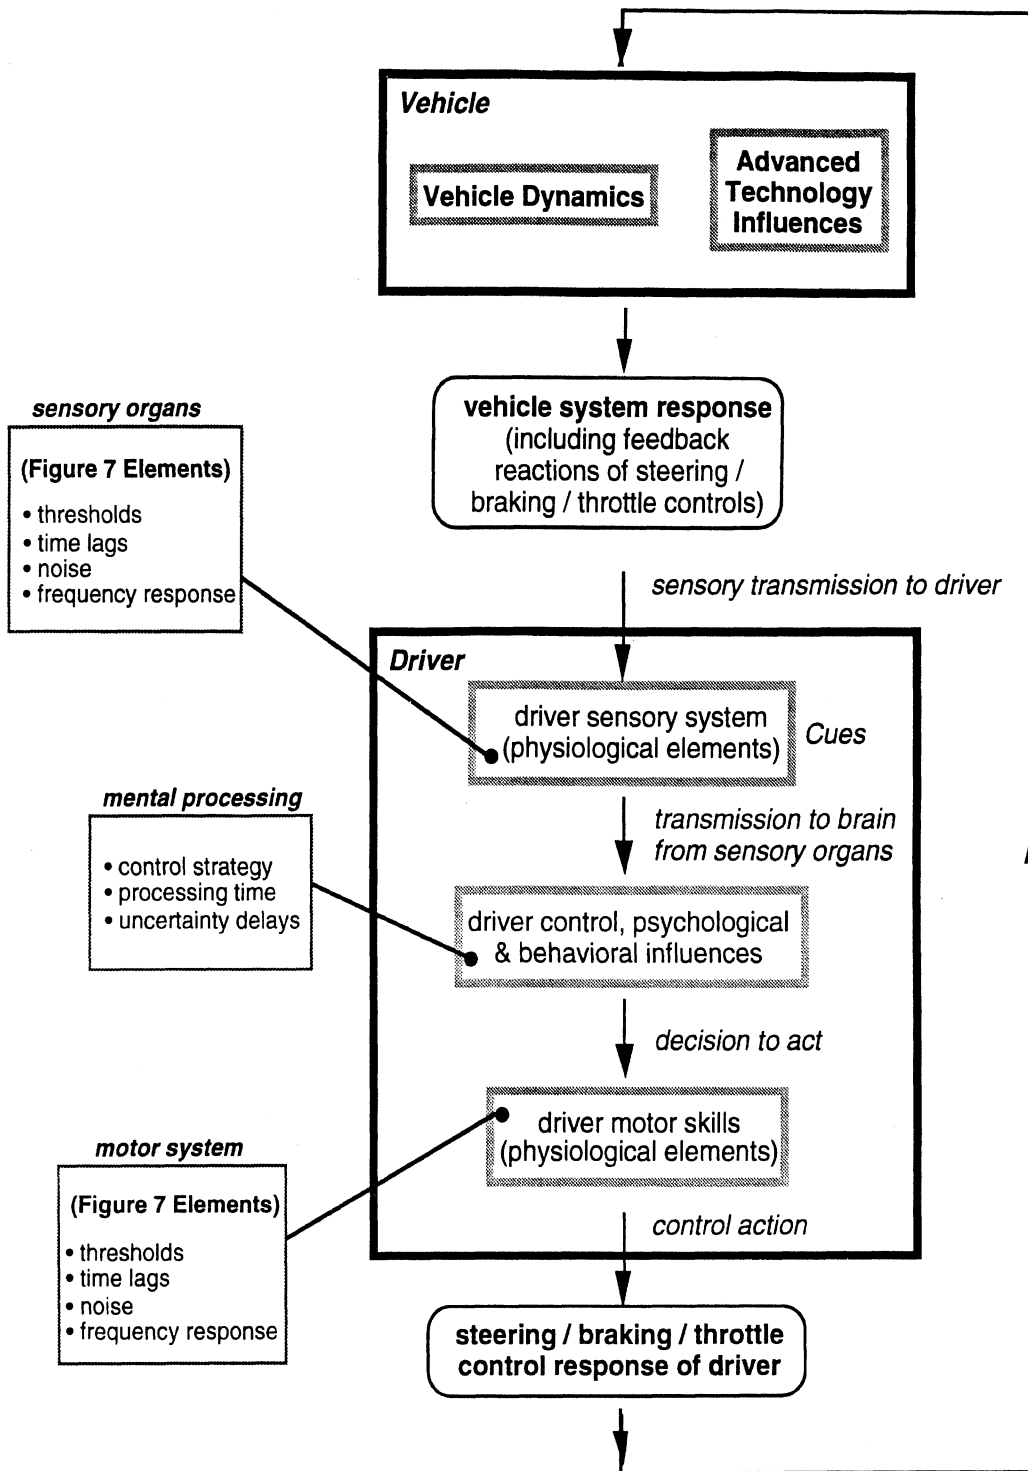 Vehicle
Vehicle Dynamics
Advanced
Technology
Influences
vehicle system response
(including feedback
reactions of steering /
braking / throttle controls)
sensory organs
(Figure 7 Elements)
• thresholds
• time lags
• noise
• frequency response
sensory transmission to driver
Driver
driver sensory system
(physiological elements)
Cues
mental processing
• control strategy
• processing time
• uncertainty delays
transmission to brain
from sensory organs
driver control, psychological
& behavioral influences
decision to act
driver motor skills
(physiological elements)
motor system
(Figure 7 Elements)
• thresholds
• time lags
• noise
• frequency response
control action
steering / braking / throttle
control response of driver